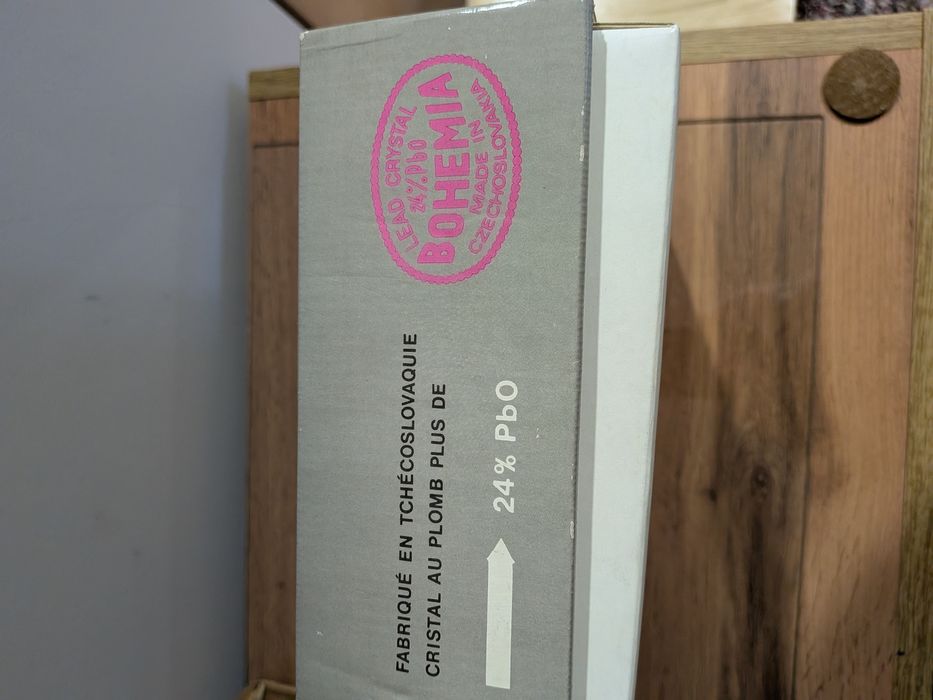 LEAD CRYSTAL
24% PbO
BOHEMIA
MADE IN
CZECHOSLOVAKIA
FABRIQUÉ EN TCHÉCOSLOVAQUIE
CRISTAL AU PLOMB PLUS DE
24% PbO